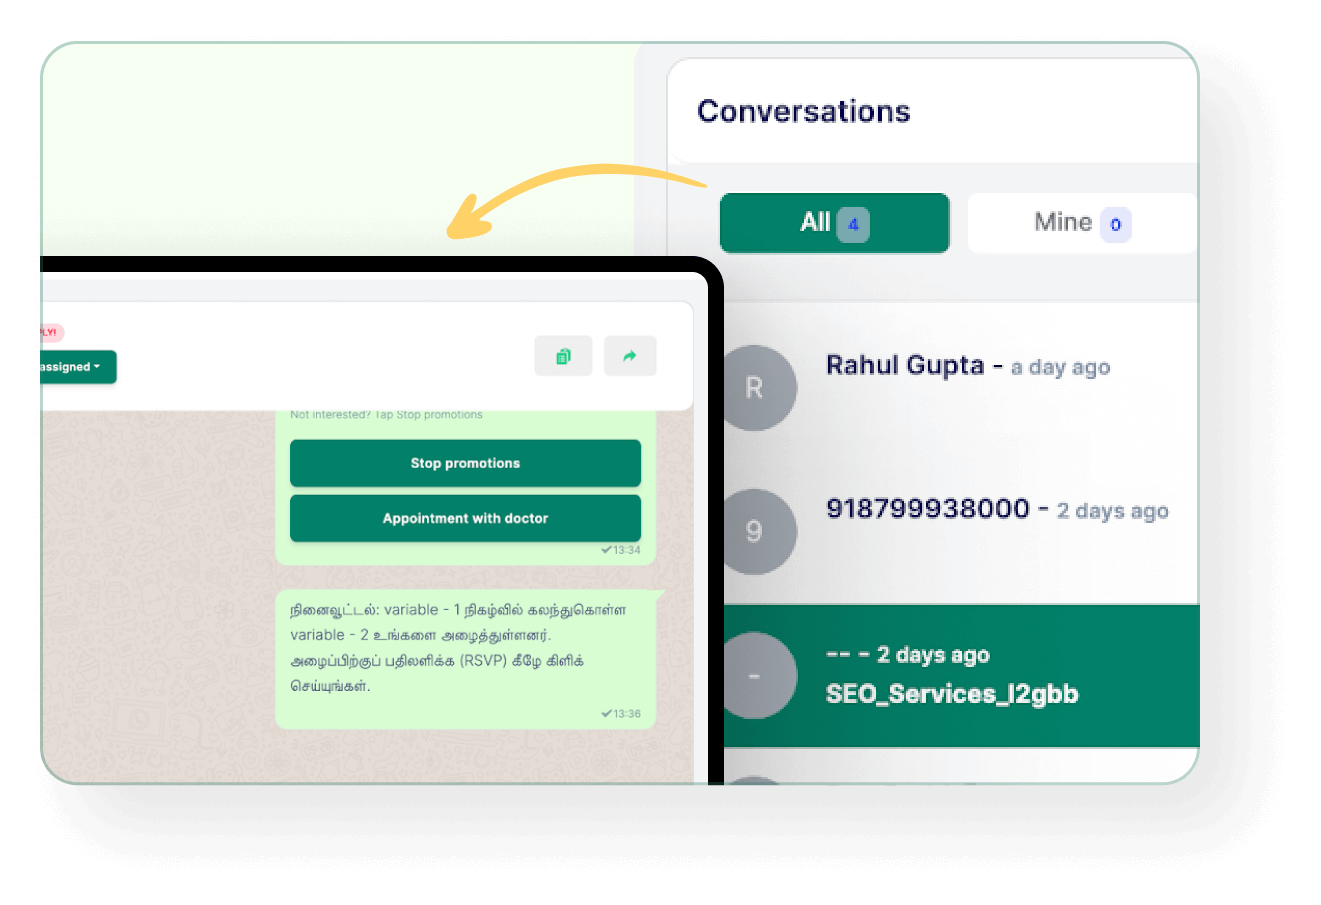 Conversations
All 4
Mine 0
Rahul Gupta - a day ago
R
918799938000 - 2 days ago
9
-- - 2 days ago
-
SEO_Services_l2gbb
PLY!
assigned
Not interested? Tap Stop promotions
Stop promotions
Appointment with doctor
13:34
நினைவூட்டல்: variable - 1 நிகழ்வில் கலந்துகொள்ள
variable - 2 உங்களை அழைத்துள்ளனர்.
அழைப்பிற்குப் பதிலளிக்க (RSVP) கீழே கிளிக்
செய்யுங்கள்.
13:36